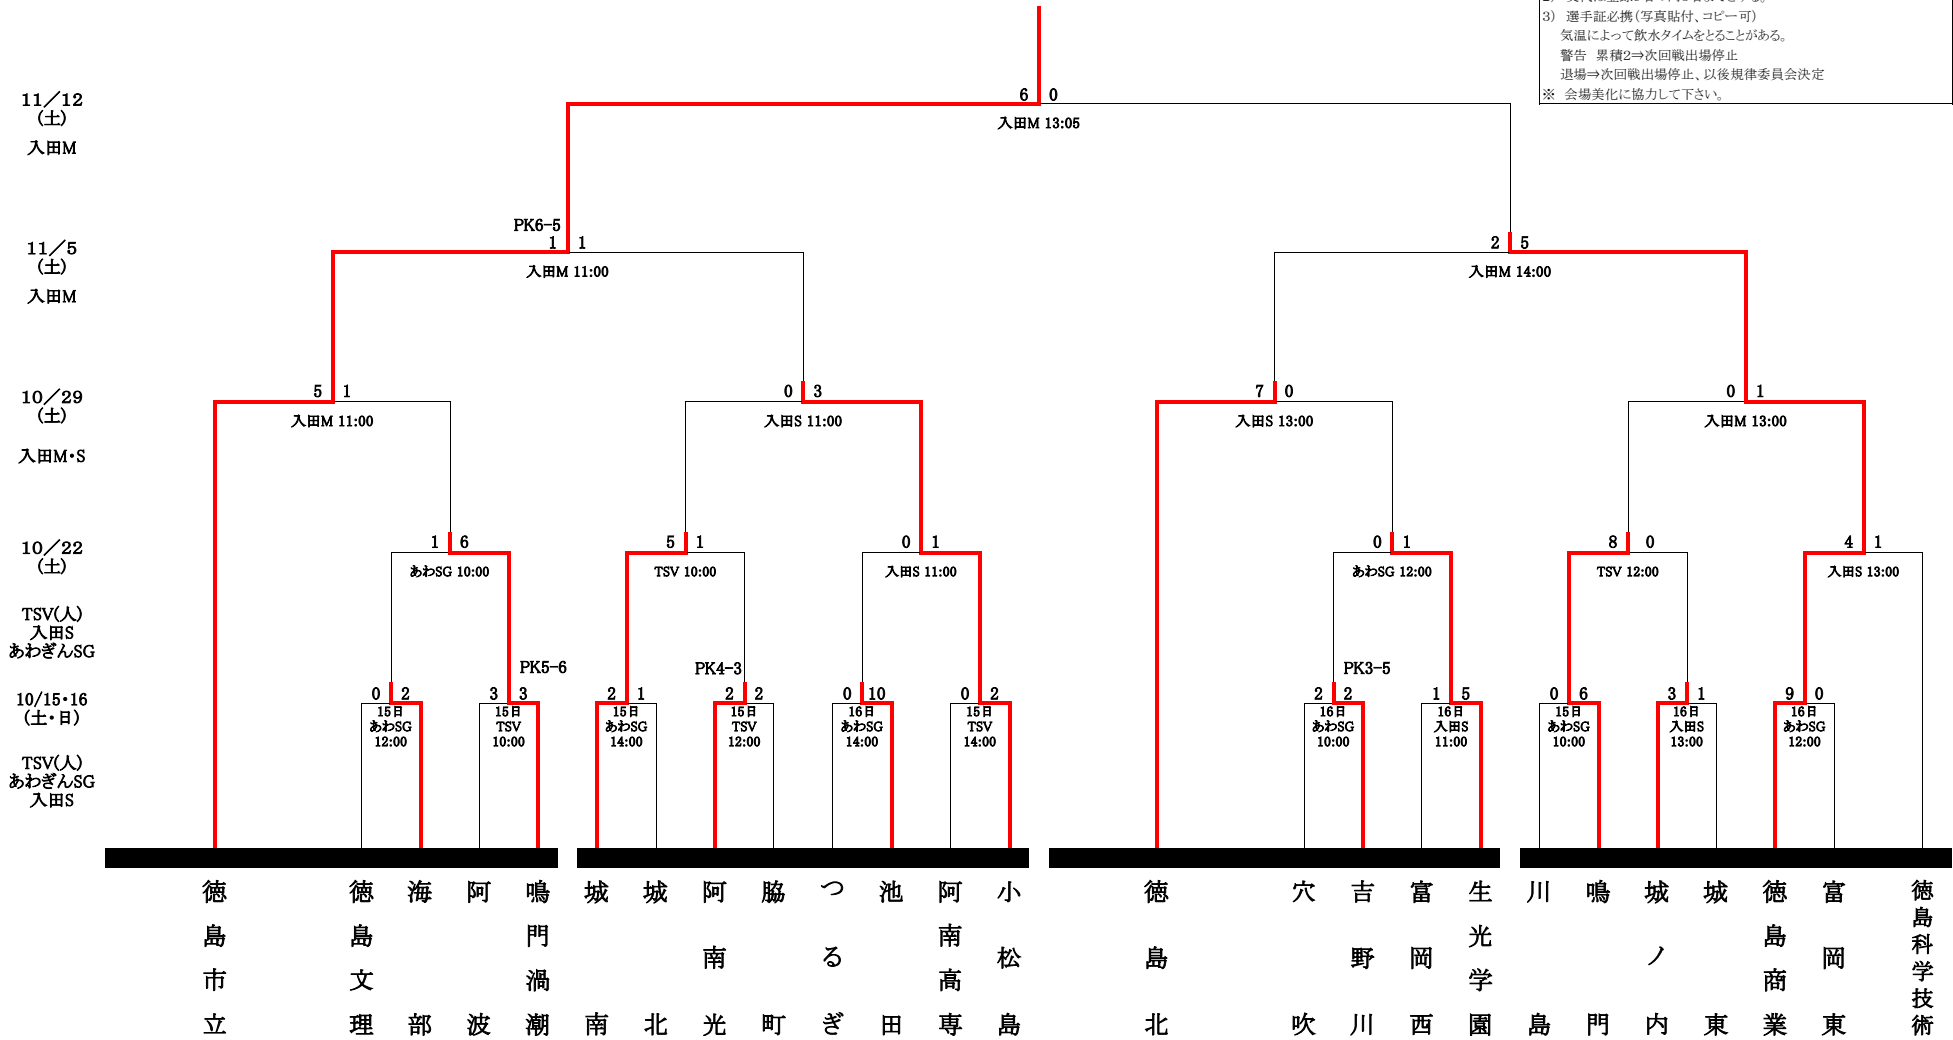 3)　選手証必携(写真貼付、コピー可)
気温によって飲水タイムをとることがある。
警告　累積2⇒次回戦出場停止
退場⇒次回戦出場停止、以後規律委員会決定
※　会場美化に協力して下さい。
11／12
(土)
入田M
6 0
入田M 13:05
11／5
(土)
入田M
PK6-5
1 1
入田M 11:00
2 5
入田M 14:00
10／29
(土)
入田M・S
5 1
入田M 11:00
0 3
入田S 11:00
7 0
入田S 13:00
0 1
入田M 13:00
10／22
(土)
TSV(人)
入田S
あわぎんSG
1 6
あわSG 10:00
5 1
TSV 10:00
0 1
入田S 11:00
0 1
あわSG 12:00
8 0
TSV 12:00
4 1
入田S 13:00
10/15・16
(土・日)
TSV(人)
あわぎんSG
入田S
0 2
15日
あわSG
12:00
PK5-6
3 3
15日
TSV
10:00
2 1
15日
あわSG
14:00
PK4-3
2 2
15日
TSV
12:00
0 10
16日
あわSG
14:00
0 2
15日
TSV
14:00
PK3-5
2 2
16日
あわSG
10:00
1 5
16日
入田S
11:00
0 6
15日
あわSG
10:00
3 1
16日
入田S
13:00
9 0
16日
あわSG
12:00
徳島市立
徳島文理
海部
阿波
鳴門渦潮
城南
城北
阿南光
脇町
つるぎ
池田
阿南高専
小松島
徳島北
穴吹
吉野川
富岡西
生光学園
川島
鳴門
城ノ内
城東
徳島商業
富岡東
徳島科学技術